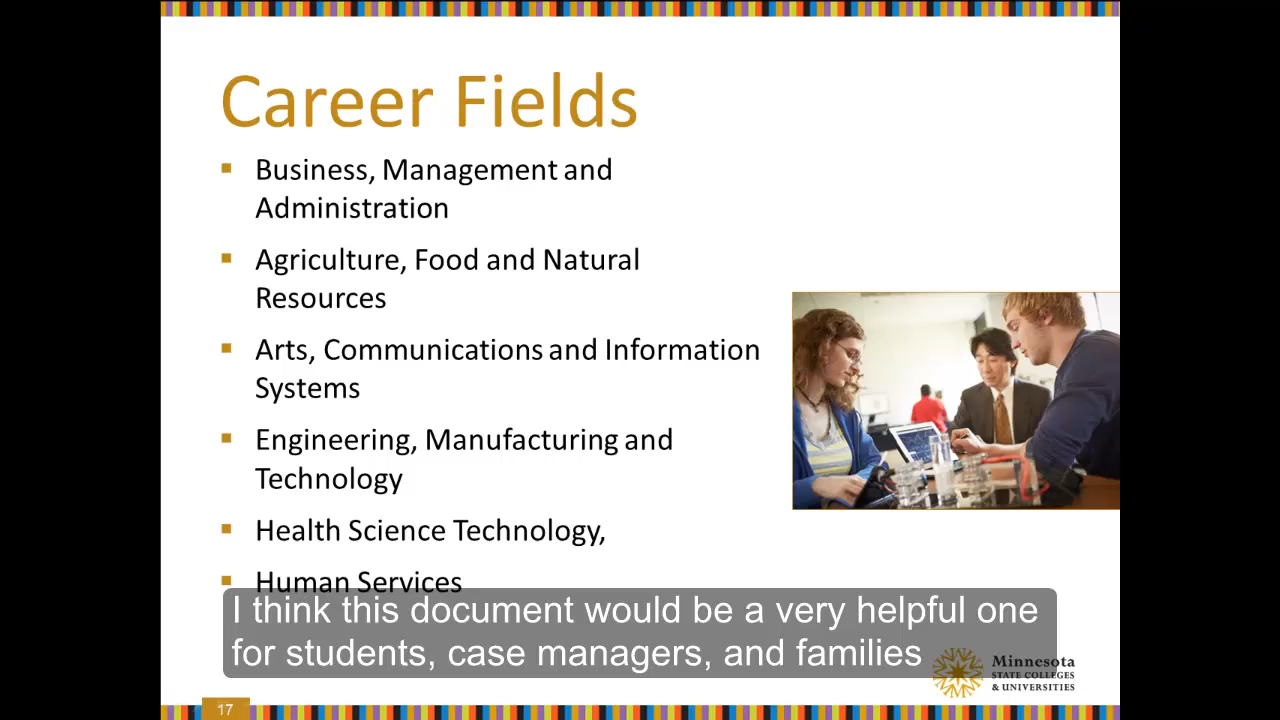 Career Fields
Business, Management and
Administration
Agriculture, Food and Natural
Resources
Arts, Communications and Information
Systems
Engineering, Manufacturing and
Technology
Health Science Technology,
Human Services
I think this document would be a very helpful one
for students, case managers, and families
Minnesota
STATE COLLEGES
& UNIVERSITIES
17